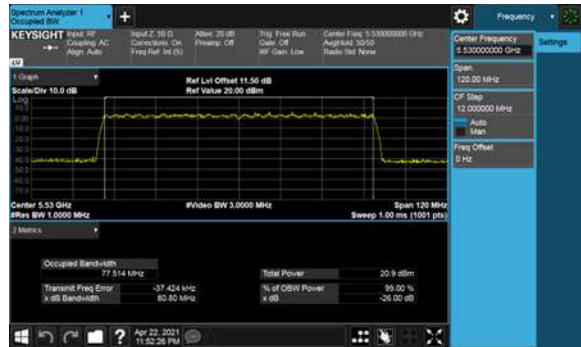 Spectrum Analyzer 1
Occupied BW
Frequency
KEYSIGHT
Input: RF
Coupling: AC
Align: Auto
Input Z: 50 Ω
Corrections: On
Freq Ref: Int (S)
Atten: 20 dB
Preamp: Off
Trig: Free Run
Gate: Off
#IF Gain: Low
Center Freq: 5.530000000 GHz
Avg|Hold: 50/50
Radio Std: None
Center Frequency
5.530000000 GHz
Settings
Span
120.00 MHz
CF Step
12.000000 MHz
Auto
Man
Freq Offset
0 Hz
1 Graph
Scale/Div 10.0 dB
Ref Lvl Offset 11.50 dB
Ref Value 20.00 dBm
Log
10.0
0.00
-10.0
-20.0
-30.0
-40.0
-50.0
-60.0
-70.0
Center 5.53 GHz
#Res BW 1.0000 MHz
#Video BW 3.0000 MHz
Span 120 MHz
Sweep 1.00 ms (1001 pts)
2 Metrics
Occupied Bandwidth
77.514 MHz
Total Power
20.9 dBm
Transmit Freq Error
-37.424 kHz
% of OBW Power
99.00 %
x dB Bandwidth
80.80 MHz
x dB
-26.00 dB
?
Apr 22, 2021
11:52:26 PM